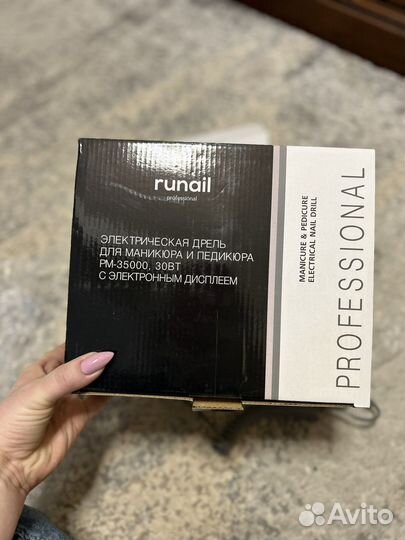 runail
professional
ЭЛЕКТРИЧЕСКАЯ ДРЕЛЬ
ДЛЯ МАНИКЮРА И ПЕДИКЮРА
PM-35000, 30ВТ
С ЭЛЕКТРОННЫМ ДИСПЛЕЕМ
MANICURE & PEDICURE
ELECTRICAL NAIL DRILL
PROFESSIONAL
Avito